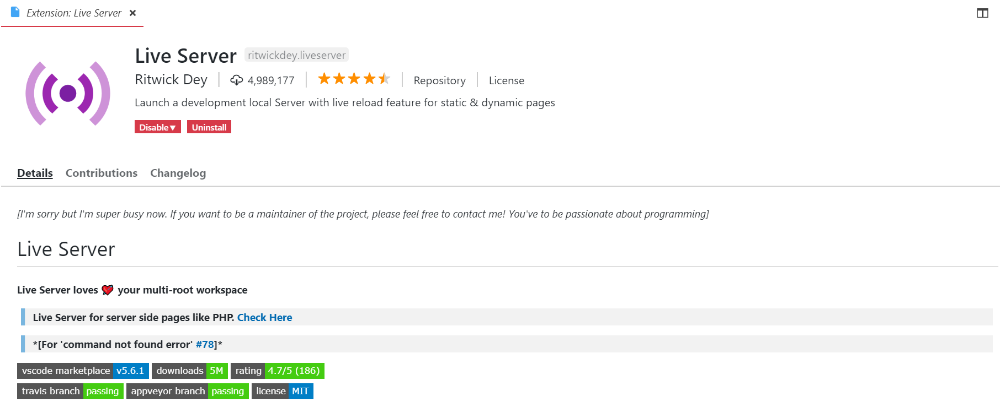 Extension: Live Server
Live Server ritwickdey.liveserver
Ritwick Dey 4,989,177 Repository License
Launch a development local Server with live reload feature for static & dynamic pages
Disable▼ Uninstall
Details Contributions Changelog
[I'm sorry but I'm super busy now. If you want to be a maintainer of the project, please feel free to contact me! You've to be passionate about programming]
Live Server
Live Server loves 💘 your multi-root workspace
Live Server for server side pages like PHP. Check Here
*[For 'command not found error' #78]*
vscode marketplace v5.6.1 downloads 5M rating 4.7/5 (186)
travis branch passing appveyor branch passing license MIT